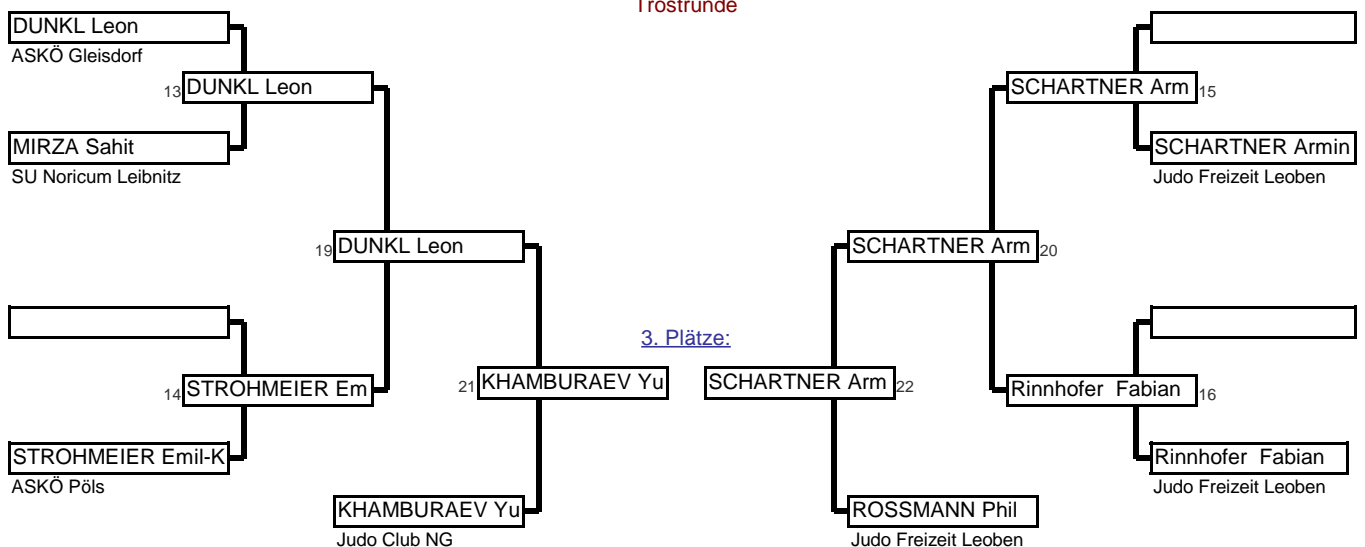 Trostrunde
DUNKL Leon
ASKÖ Gleisdorf
13 DUNKL Leon
SCHARTNER Arm 15
MIRZA Sahit
SU Noricum Leibnitz
SCHARTNER Armin
Judo Freizeit Leoben
19 DUNKL Leon
SCHARTNER Arm 20
3. Plätze:
14 STROHMEIER Em
21 KHAMBURAEV Yu
SCHARTNER Arm 22
Rinnhofer Fabian 16
STROHMEIER Emil-K
ASKÖ Pöls
Rinnhofer Fabian
Judo Freizeit Leoben
KHAMBURAEV Yu
Judo Club NG
ROSSMANN Phil
Judo Freizeit Leoben